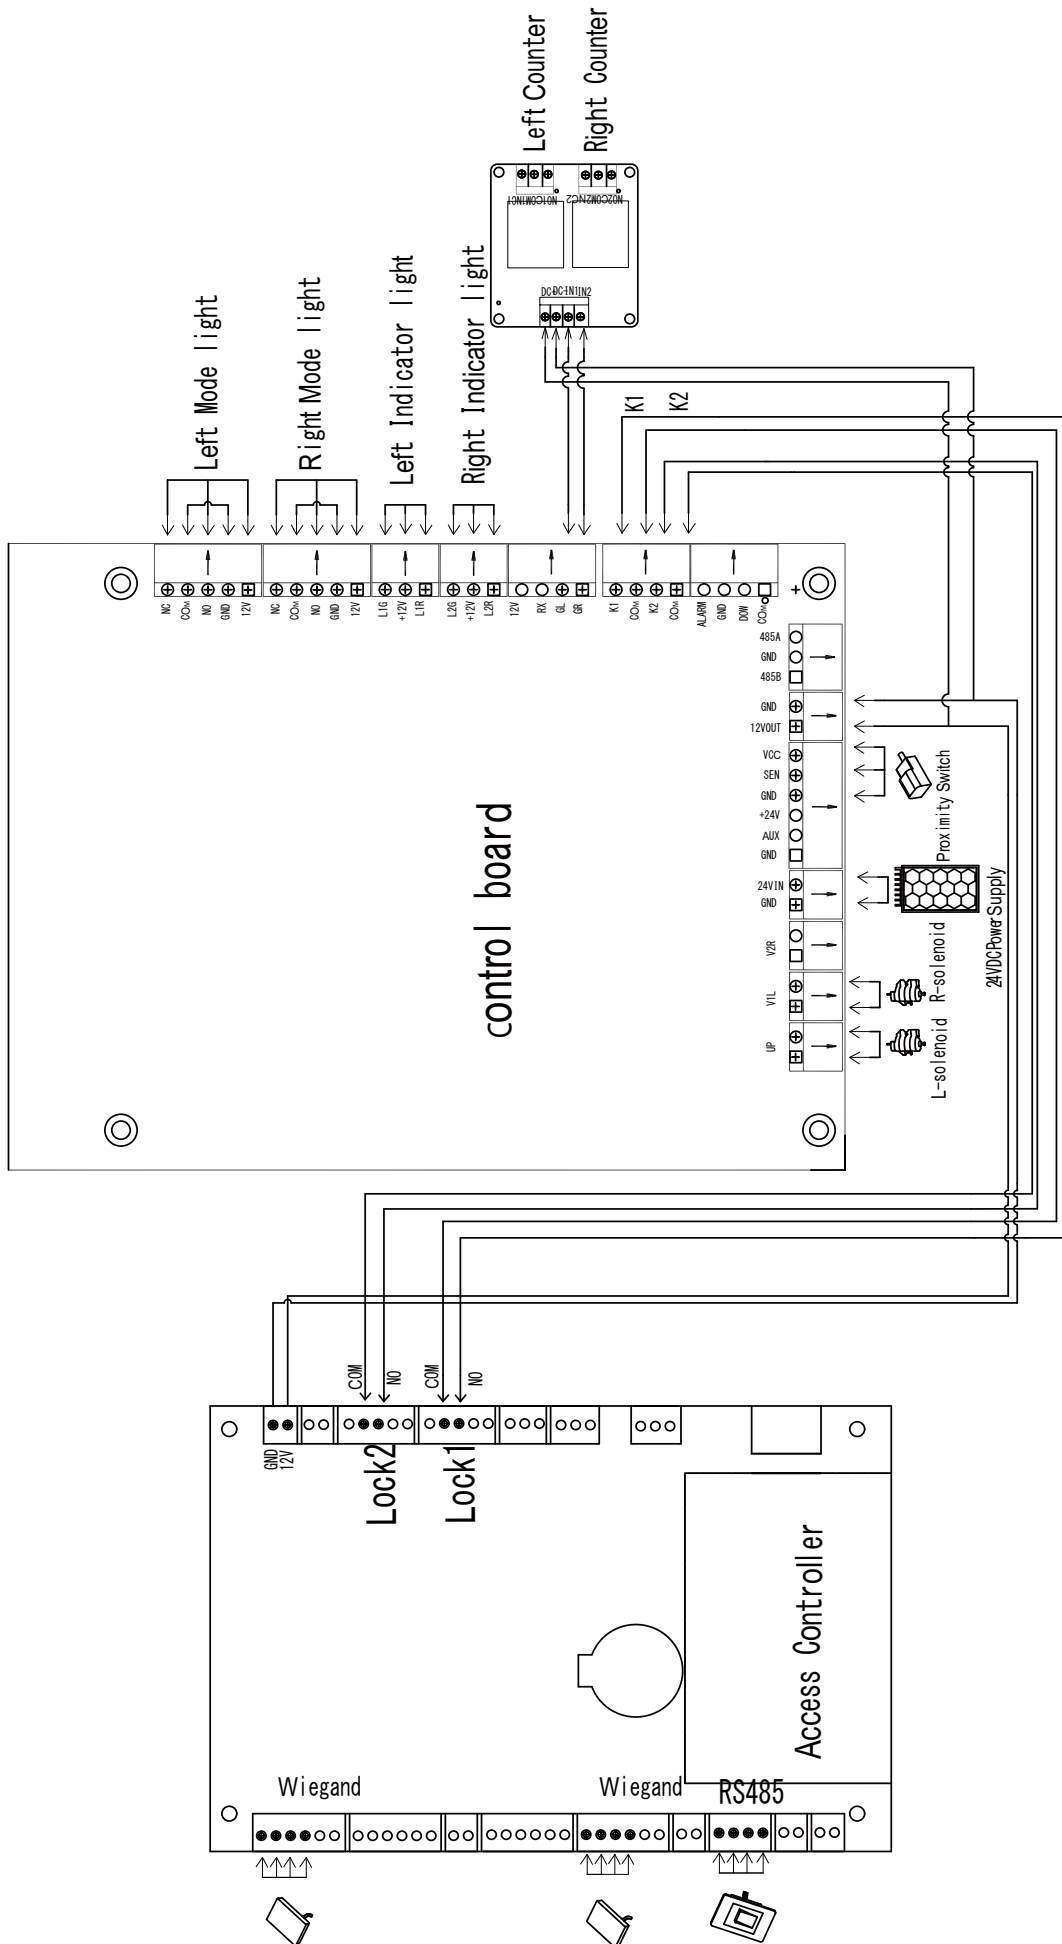 Left Counter
Right Counter
NO1COM1NC1
NO2COM2NC2
DC+
DC-
IN1
IN2
Left Mode light
Right Mode light
Left Indicator light
Right Indicator light
K1
K2
NC
COM
NO
GND
12V
NC
COM
NO
GND
12V
L1G
+12V
L1R
L2G
+12V
L2R
12V
RX
GL
GR
K1
COM
K2
COM
ALARM
GND
DOW
COM
+
485A
GND
485B
GND
12VOUT
VCC
SEN
GND
+24V
AUX
GND
24VIN
GND
V2R
V1L
UP
control board
Proximity Switch
24VDCPowerSupply
R-solenoid
L-solenoid
COM
NO
COM
NO
GND
12V
Lock2
Lock1
Access Controller
Wiegand
Wiegand
RS485